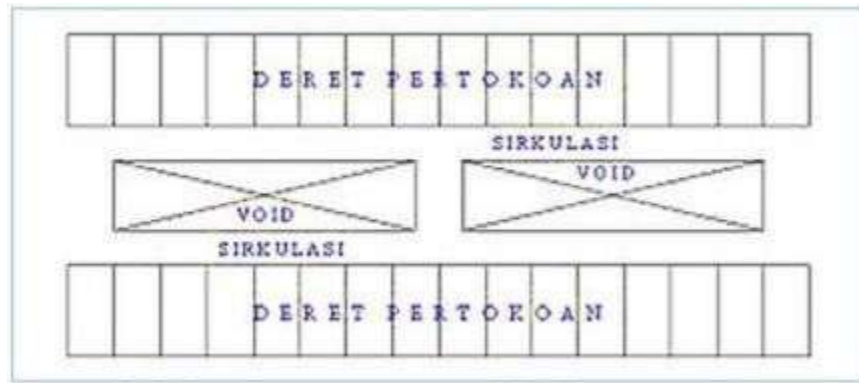 DERET PERTOKOAN
SIRKULASI
VOID
VOID
SIRKULASI
DERET PERTOKOAN